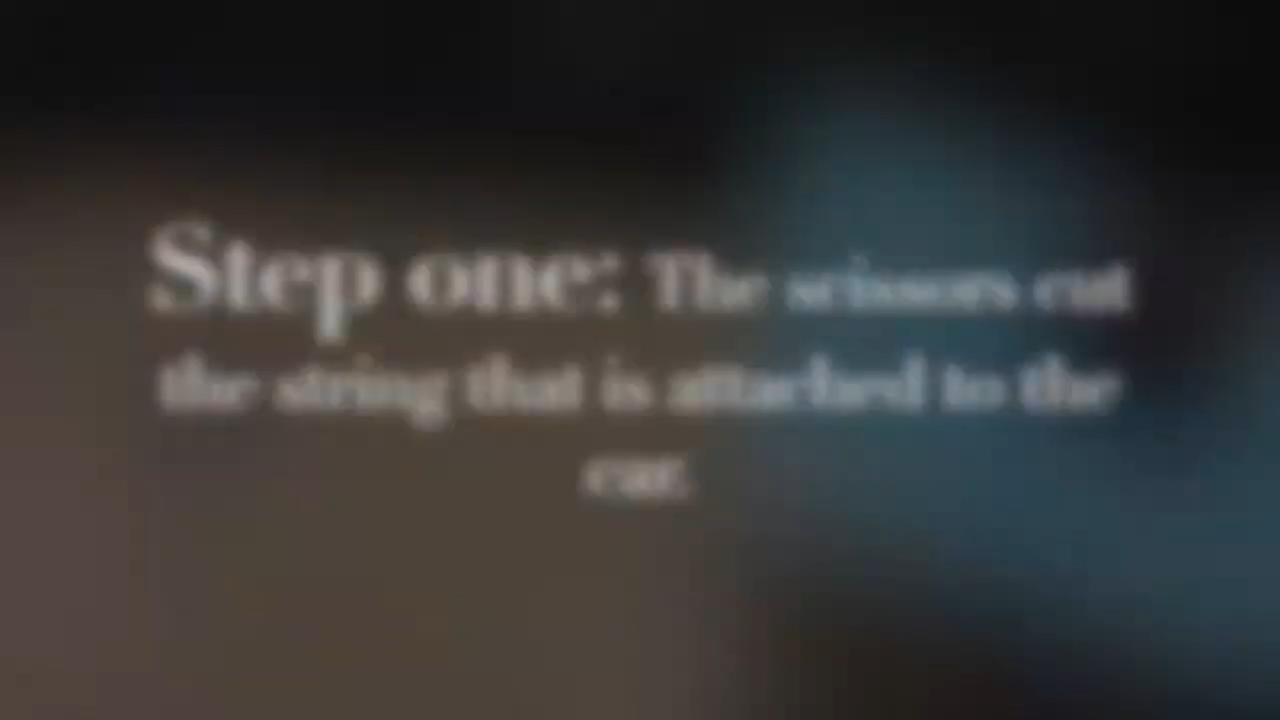 Step one: The scissors cut
the string that is attached to the
car.